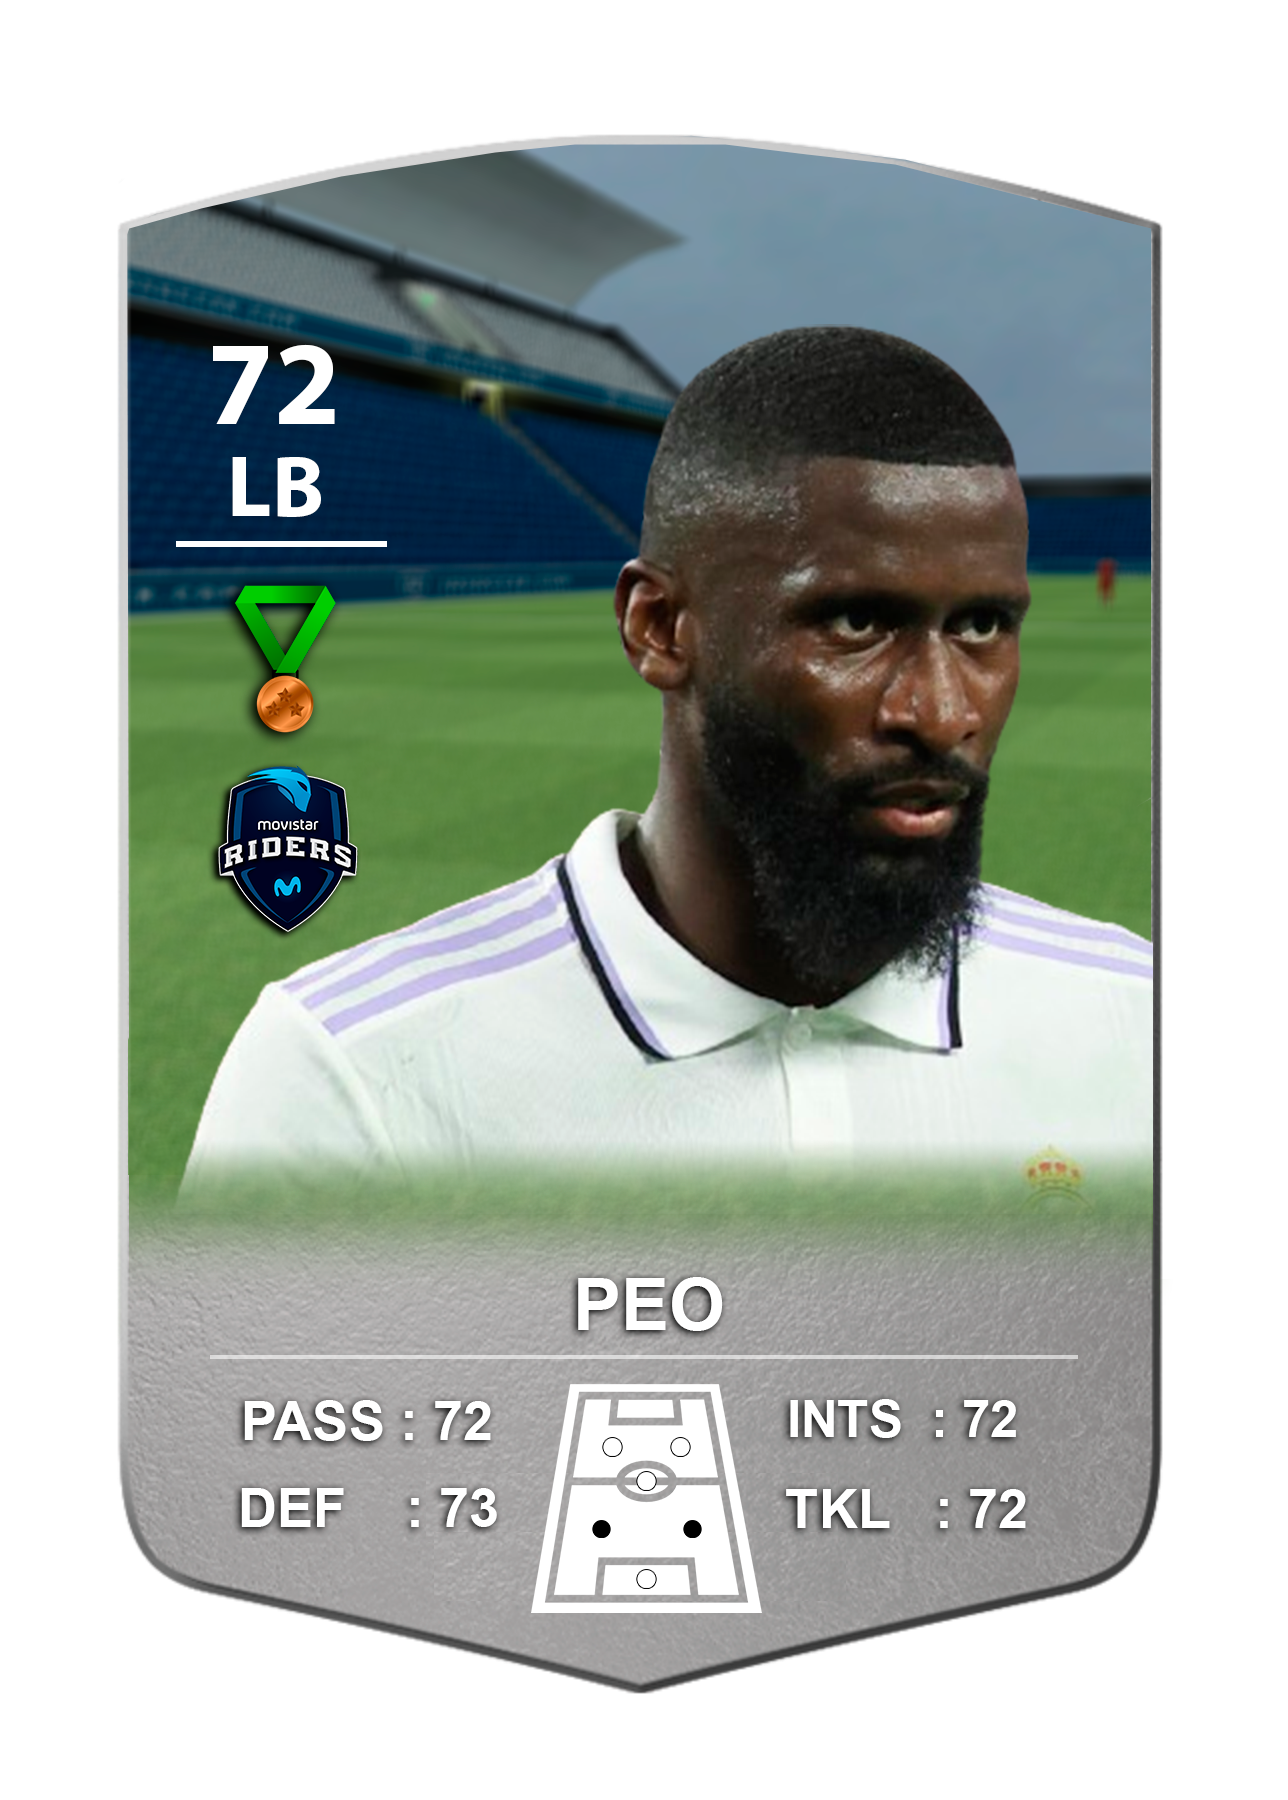 72
LB
movistar
RIDERS
PEO
PASS : 72
INTS : 72
DEF : 73
TKL : 72